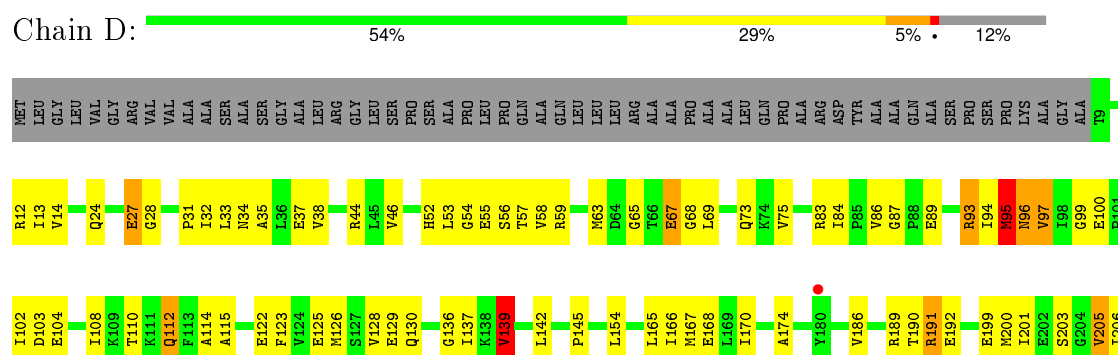 Chain D:
54% 29% 5% • 12%
MET LEU GLY LEU LEU VAL GLY ARG VAL VAL ALA ALA SER ALA SER GLY ALA LEU ARG GLY LEU SER PRO SER ALA PRO LEU PRO GLN ALA GLN LEU LEU LEU ARG ALA ALA PRO ALA ALA LEU GLN PRO ALA ARG ASP TYR ALA ALA GLN ALA SER PRO SER PRO LYS ALA GLY ALA T9
R12 I13 V14 Q24 E27 G28 P31 I32 L33 N34 A35 L36 E37 V38 R44 L45 V46 H52 L53 G54 E55 S56 T57 V58 R59 M63 D64 G65 T66 E67 G68 L69 Q73 K74 V75 R83 I84 P85 V86 G87 P88 E89 R93 I94 M95 N96 V97 I98 G99 E100 P101
I102 D103 E104 I108 K109 T110 K111 Q112 F113 A114 A115 E122 F123 V124 E125 M126 S127 V128 E129 Q130 G136 I137 K138 V139 L142 P145 L154 L165 I166 M167 E168 L169 I170 A174 Y180 V186 R189 T190 R191 E192 E199 M200 I201 E202 S203 G204 V205